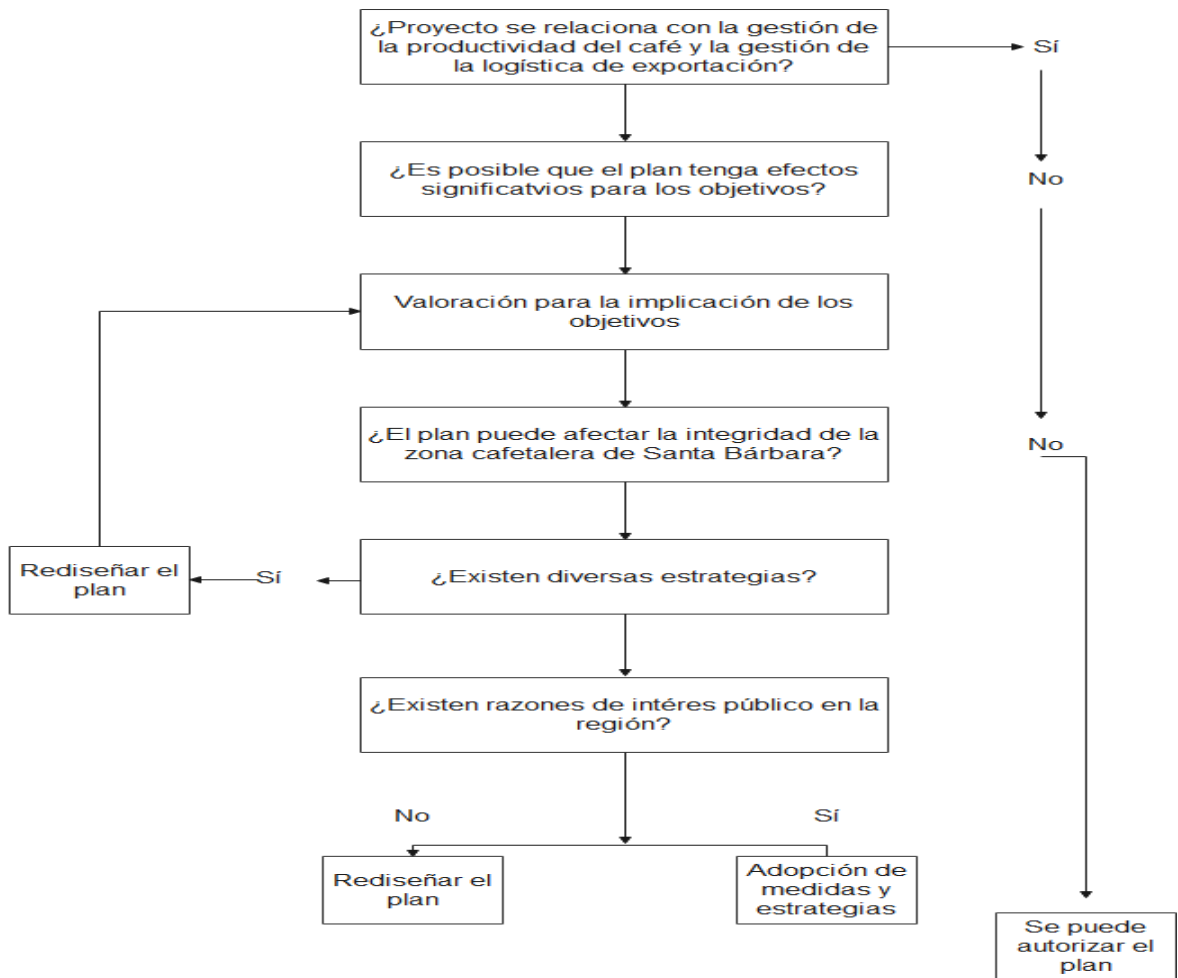 ¿Proyecto se relaciona con la gestión de
la productividad del café y la gestión de
la logística de exportación?
Sí
¿Es posible que el plan tenga efectos
significatvios para los objetivos?
No
Valoración para la implicación de los
objetivos
¿El plan puede afectar la integridad de la
zona cafetalera de Santa Bárbara?
No
Rediseñar el
plan
Sí
¿Existen diversas estrategias?
¿Existen razones de intéres público en la
región?
No
Sí
Rediseñar el
plan
Adopción de
medidas y
estrategias
Se puede
autorizar el
plan